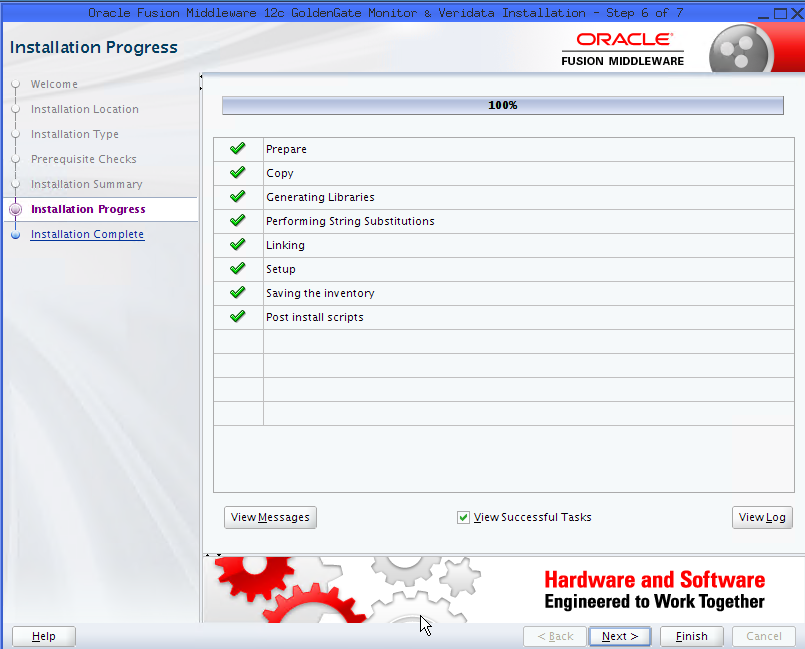 Oracle Fusion Middleware 12c GoldenGate Monitor & Veridata Installation - Step 6 of 7
Installation Progress
ORACLE
FUSION MIDDLEWARE
Welcome
Installation Location
Installation Type
Prerequisite Checks
Installation Summary
Installation Progress
Installation Complete
100%
Prepare
Copy
Generating Libraries
Performing String Substitutions
Linking
Setup
Saving the inventory
Post install scripts
View Messages
View Successful Tasks
View Log
Hardware and Software
Engineered to Work Together
Help
< Back
Next >
Finish
Cancel